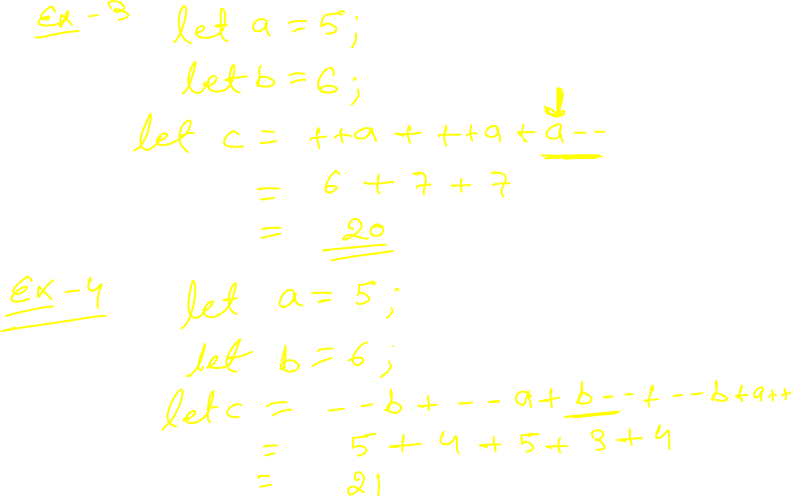 Ex-3 let a = 5;
let b = 6;
let c = ++a + ++a + a--
= 6 + 7 + 7
= 20
Ex-4 let a = 5;
let b = 6;
let c = --b + --a + b-- + --b + a++
= 5 + 4 + 5 + 3 + 4
= 21